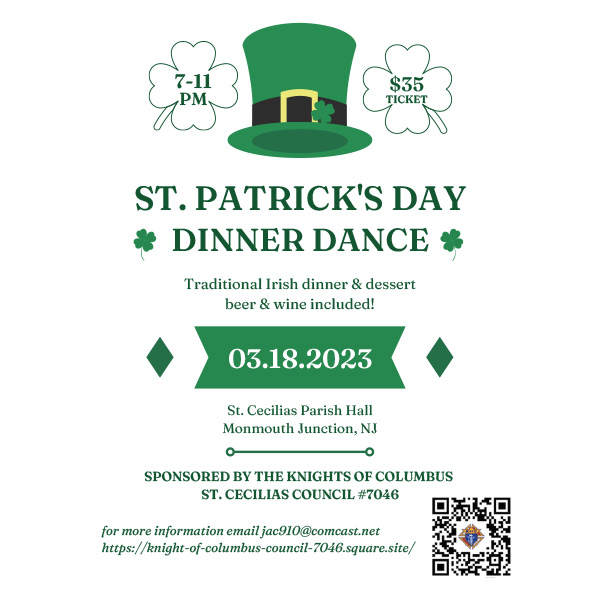 7-11
PM
$35
TICKET
ST. PATRICK'S DAY
DINNER DANCE
Traditional Irish dinner & dessert
beer & wine included!
03.18.2023
St. Cecilias Parish Hall
Monmouth Junction, NJ
SPONSORED BY THE KNIGHTS OF COLUMBUS
ST. CECILIAS COUNCIL #7046
for more information email jac910@comcast.net
https://knight-of-columbus-council-7046.square.site/